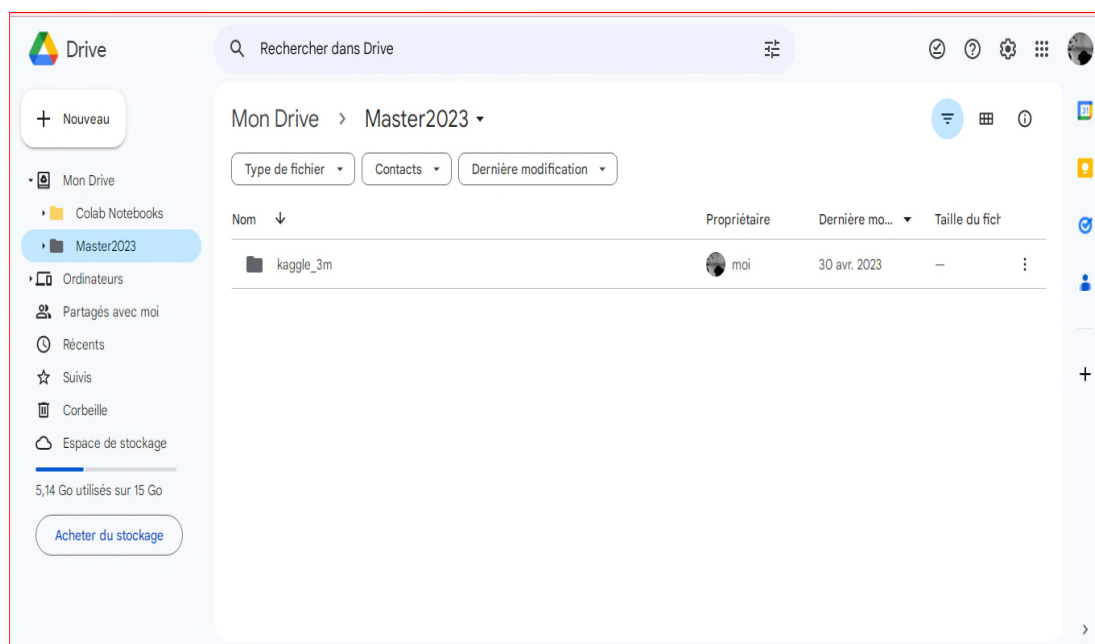 Drive
Rechercher dans Drive
Nouveau
Mon Drive
Colab Notebooks
Master2023
Ordinateurs
Partagés avec moi
Récents
Suivis
Corbeille
Espace de stockage
5,14 Go utilisés sur 15 Go
Acheter du stockage
Mon Drive > Master2023
Type de fichier Contacts Dernière modification
Nom Propriétaire Dernière mo... Taille du fich
kaggle_3m moi 30 avr. 2023 —
31